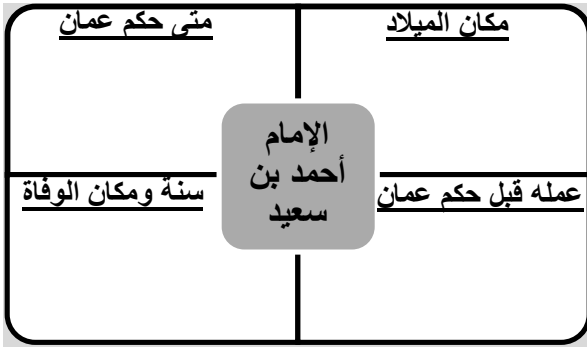 مكان الميلاد
متى حكم عمان
الإمام
أحمد بن
سعيد
عمله قبل حكم عمان
سنة ومكان الوفاة